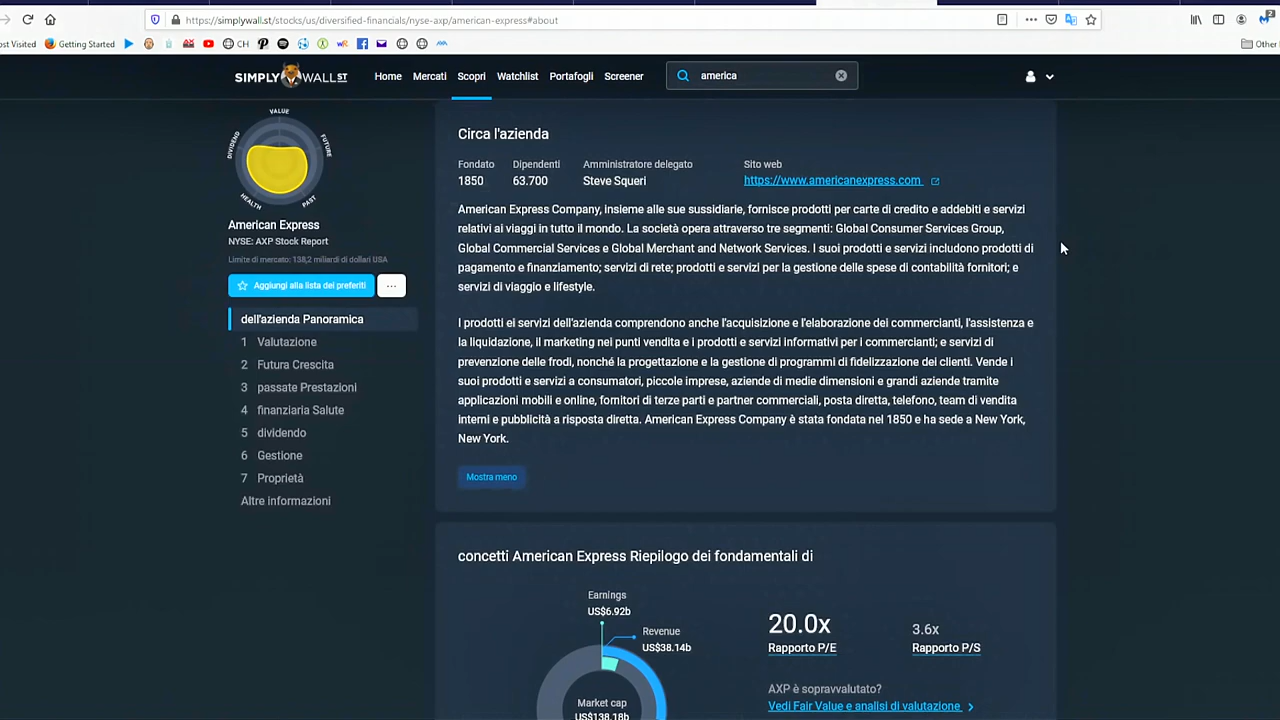 https://simplywall.st/stocks/us/diversified-financials/nyse-axp/american-express#about
ost Visited Getting Started CH Other
SIMPLY WALL ST Home Mercati Scopri Watchlist Portafogli Screener america
VALUE
FUTURE
PAST
HEALTH
DIVIDEND
American Express
NYSE: AXP Stock Report
Limite di mercato: 138,2 miliardi di dollari USA
Aggiungi alla lista dei preferiti ...
dell'azienda Panoramica
1 Valutazione
2 Futura Crescita
3 passate Prestazioni
4 finanziaria Salute
5 dividendo
6 Gestione
7 Proprietà
Altre informazioni
Circa l'azienda
Fondato Dipendenti Amministratore delegato Sito web
1850 63.700 Steve Squeri https://www.americanexpress.com
American Express Company, insieme alle sue sussidiarie, fornisce prodotti per carte di credito e addebiti e servizi
relativi ai viaggi in tutto il mondo. La società opera attraverso tre segmenti: Global Consumer Services Group,
Global Commercial Services e Global Merchant and Network Services. I suoi prodotti e servizi includono prodotti di
pagamento e finanziamento; servizi di rete; prodotti e servizi per la gestione delle spese di contabilità fornitori; e
servizi di viaggio e lifestyle.
I prodotti ei servizi dell'azienda comprendono anche l'acquisizione e l'elaborazione dei commercianti, l'assistenza e
la liquidazione, il marketing nei punti vendita e i prodotti e servizi informativi per i commercianti; e servizi di
prevenzione delle frodi, nonché la progettazione e la gestione di programmi di fidelizzazione dei clienti. Vende i
suoi prodotti e servizi a consumatori, piccole imprese, aziende di medie dimensioni e grandi aziende tramite
applicazioni mobili e online, fornitori di terze parti e partner commerciali, posta diretta, telefono, team di vendita
interni e pubblicità a risposta diretta. American Express Company è stata fondata nel 1850 e ha sede a New York,
New York.
Mostra meno
concetti American Express Riepilogo dei fondamentali di
Earnings
US$6.92b
Revenue
US$38.14b
Market cap
US$138.18b
20.0x
Rapporto P/E
3.6x
Rapporto P/S
AXP è sopravvalutato?
Vedi Fair Value e analisi di valutazione